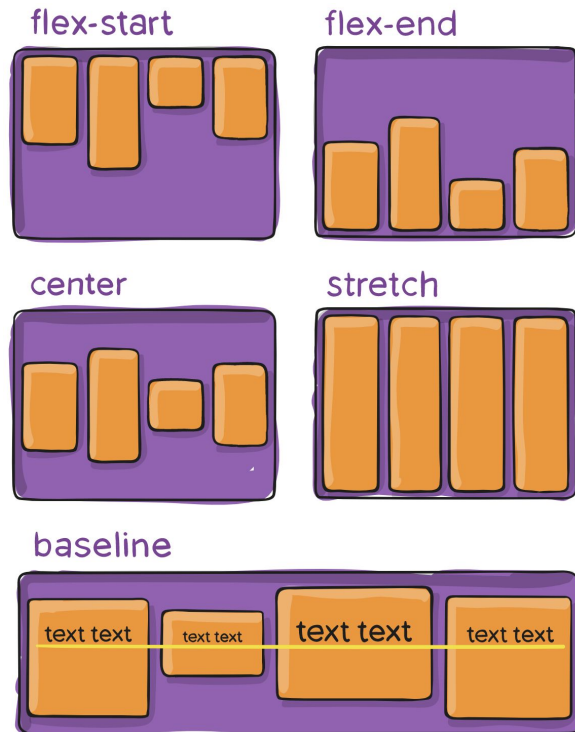 flex-start
flex-end
center
stretch
baseline
text text
text text
text text
text text